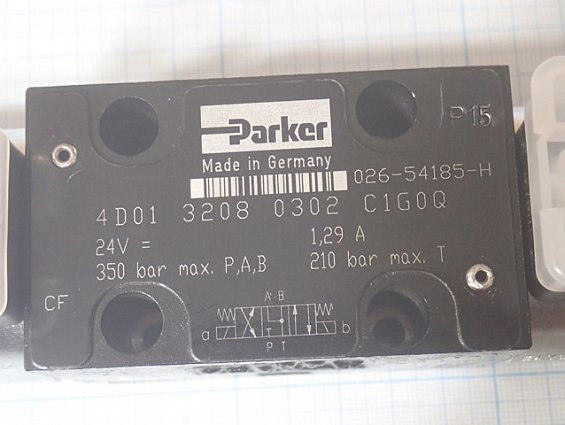 Parker
P15
Made in Germany
026-54185-H
4D01 3208 0302 C1G0Q
24V = 1,29 A
350 bar max. P,A,B 210 bar max. T
CF
A-B
a b
P T